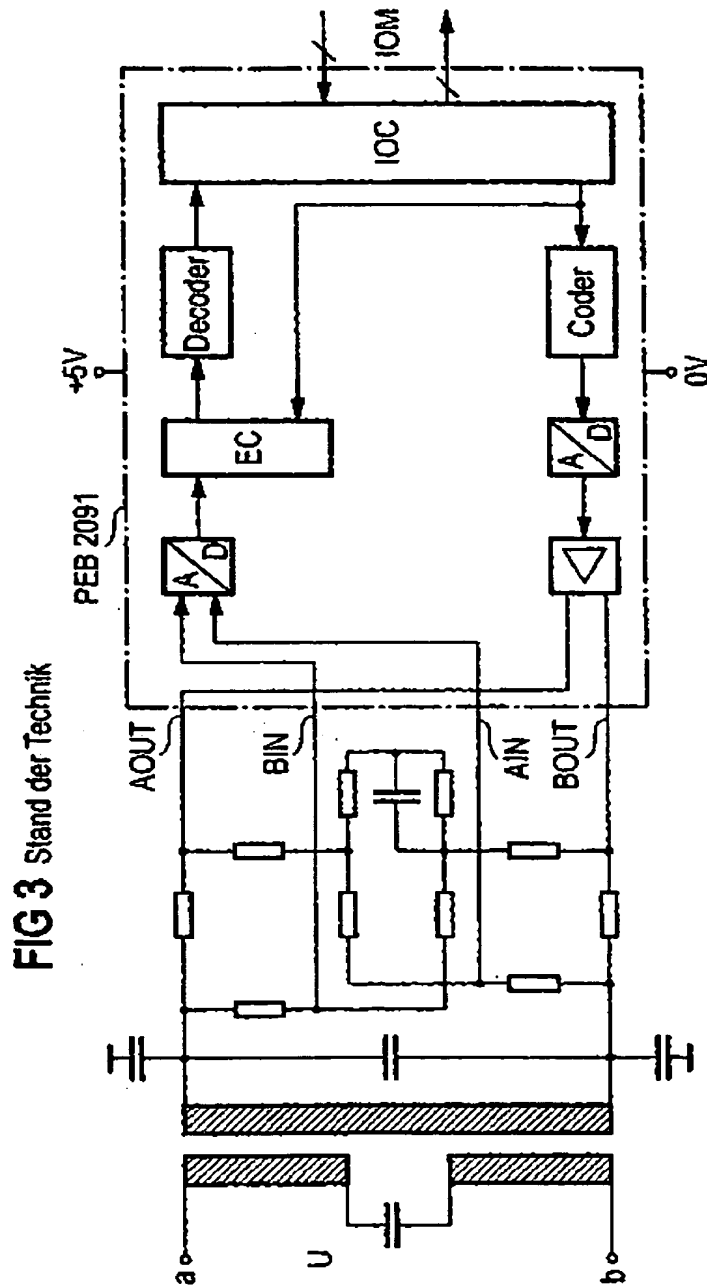 FIG 3 Stand der Technik
PEB 2091
+5V
AOUT
BIN
AIN
BOUT
A
D
EC
Decoder
IOC
IOM
A
D
Coder
0V
a
U
b